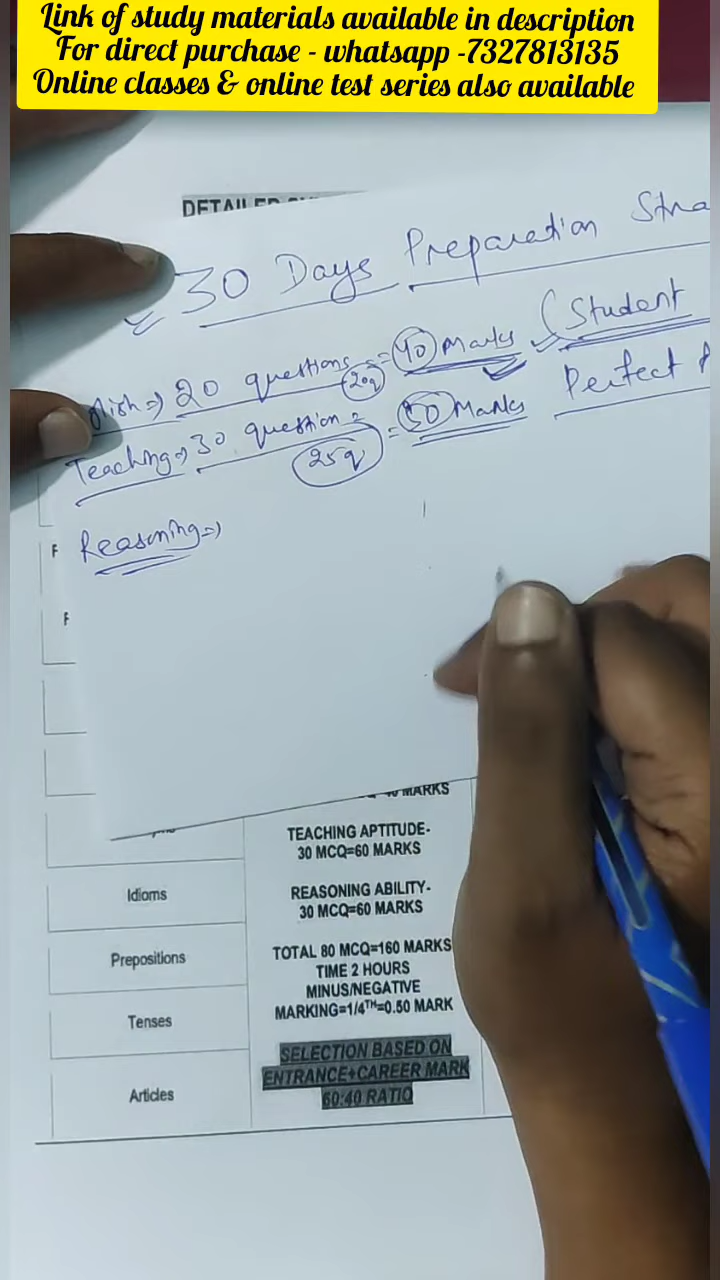 Link of study materials available in description
For direct purchase - whatsapp -7327813135
Online classes & online test series also available
DETAILED
30 Days Preparation Stra
20 questions 20q = 40 Marks (Student
Teaching => 30 question = 25q = 50 Marks Perfect
Reasoning =>
MARKS
TEACHING APTITUDE-
30 MCQ=60 MARKS
Idioms
REASONING ABILITY-
30 MCQ=60 MARKS
Prepositions
TOTAL 80 MCQ=160 MARKS
TIME 2 HOURS
MINUS/NEGATIVE
MARKING=1/4TH=0.50 MARK
Tenses
SELECTION BASED ON
ENTRANCE+CAREER MARK
60:40 RATIO
Articles